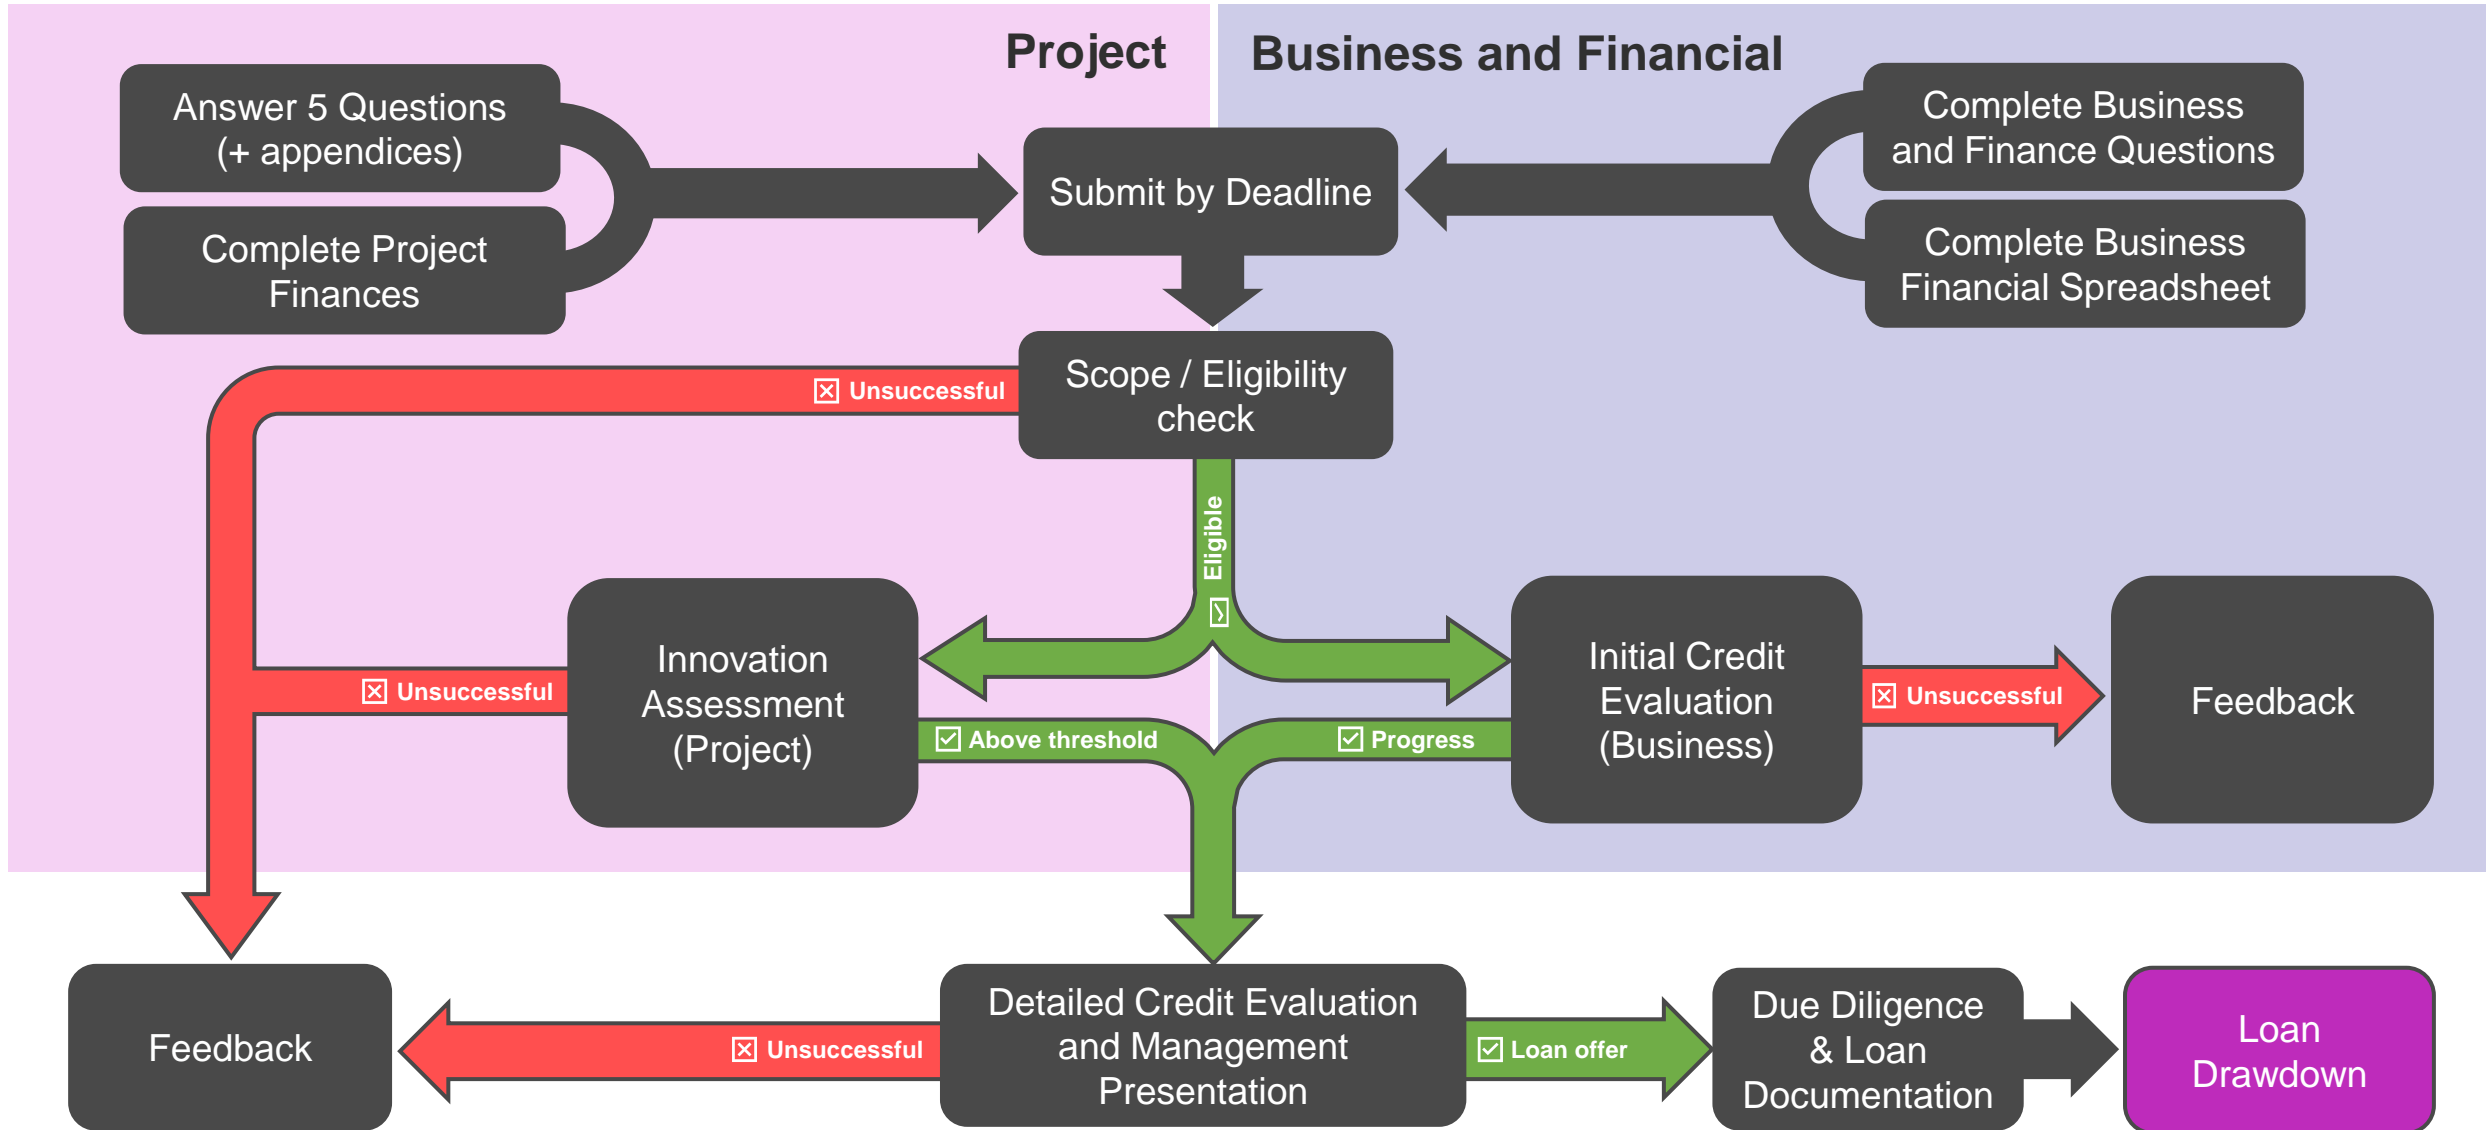 Project
Business and Financial
Answer 5 Questions
(+ appendices)
Complete Project
Finances
Submit by Deadline
Complete Business
and Finance Questions
Complete Business
Financial Spreadsheet
Scope / Eligibility
check
Unsuccessful
Eligible
Innovation
Assessment
(Project)
Unsuccessful
Above threshold
Progress
Initial Credit
Evaluation
(Business)
Unsuccessful
Feedback
Feedback
Unsuccessful
Detailed Credit Evaluation
and Management
Presentation
Loan offer
Due Diligence
& Loan
Documentation
Loan
Drawdown